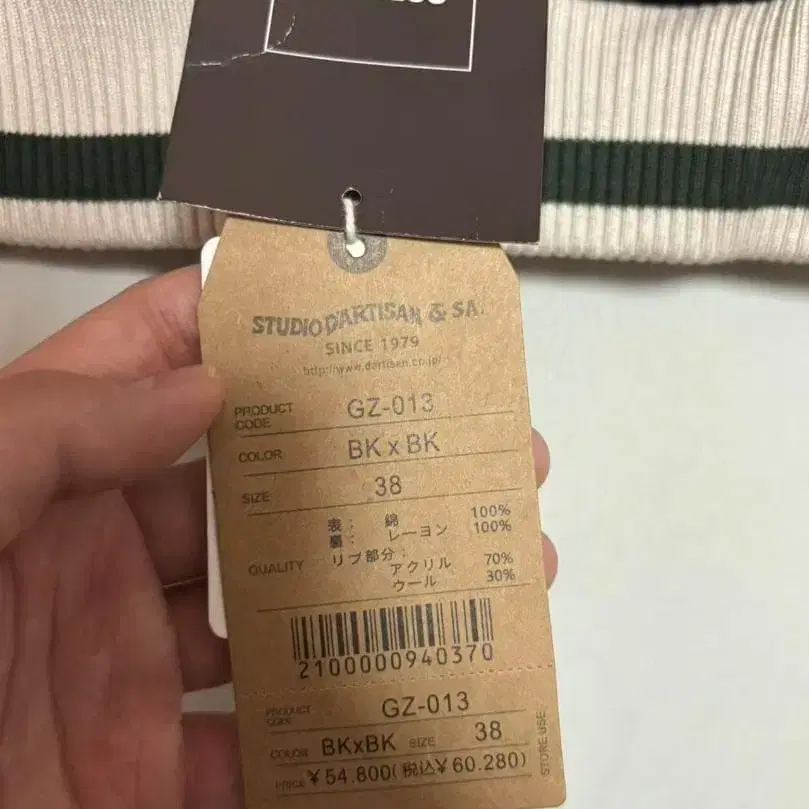 STUDIO D'ARTISAN & SA.
SINCE 1979
http://www.dartisan.co.jp/
PRODUCT CODE GZ-013
COLOR BK x BK
SIZE 38
表： 綿 100%
裏： レーヨン 100%
QUALITY リブ部分：
アクリル 70%
ウール 30%
2100000940370
PRODUCT CODE GZ-013
COLOR BKxBK SIZE 38
PRICE ¥54.800(税込¥60.280)
STORE USE